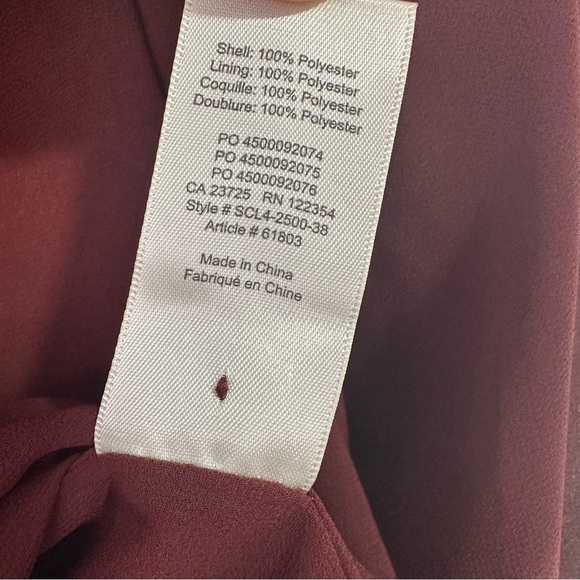 Shell: 100% Polyester
Lining: 100% Polyester
Coquille: 100% Polyester
Doublure: 100% Polyester
PO 4500092074
PO 4500092075
PO 4500092076
CA 23725 RN 122354
Style # SCL4-2500-38
Article # 61803
Made in China
Fabriqué en Chine